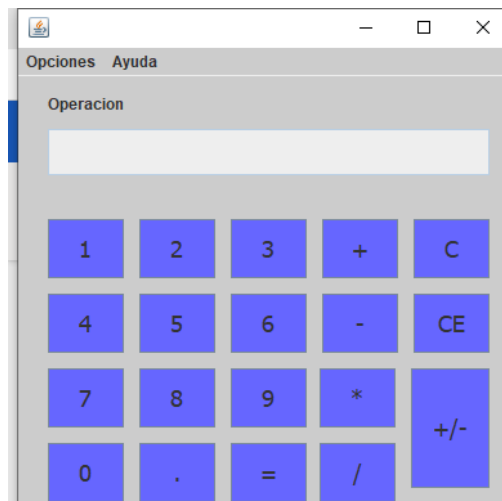 Opciones Ayuda
Operacion
1 2 3 + C
4 5 6 - CE
7 8 9 * +/-
0 . = /